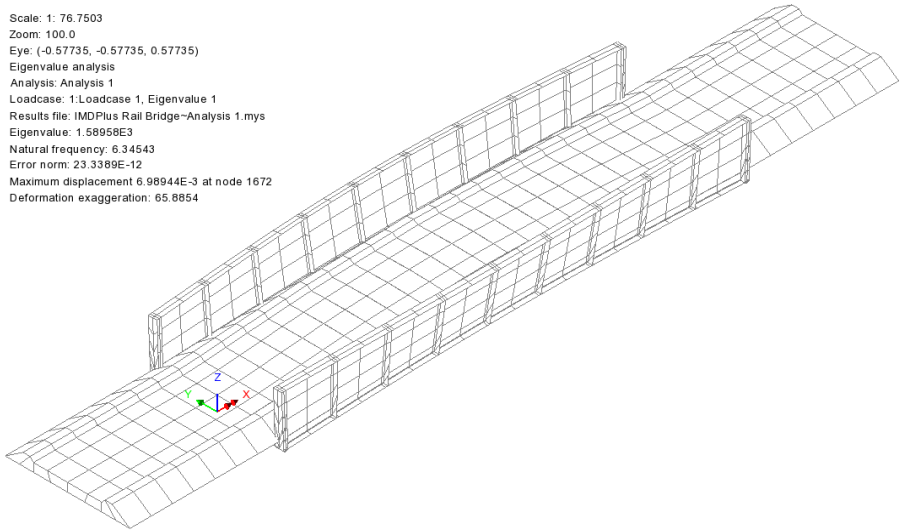 Scale: 1: 76.7503
Zoom: 100.0
Eye: (-0.57735, -0.57735, 0.57735)
Eigenvalue analysis
Analysis: Analysis 1
Loadcase: 1:Loadcase 1, Eigenvalue 1
Results file: IMDPlus Rail Bridge~Analysis 1.mys
Eigenvalue: 1.58958E3
Natural frequency: 6.34543
Error norm: 23.3389E-12
Maximum displacement 6.98944E-3 at node 1672
Deformation exaggeration: 65.8854
Z
Y
X